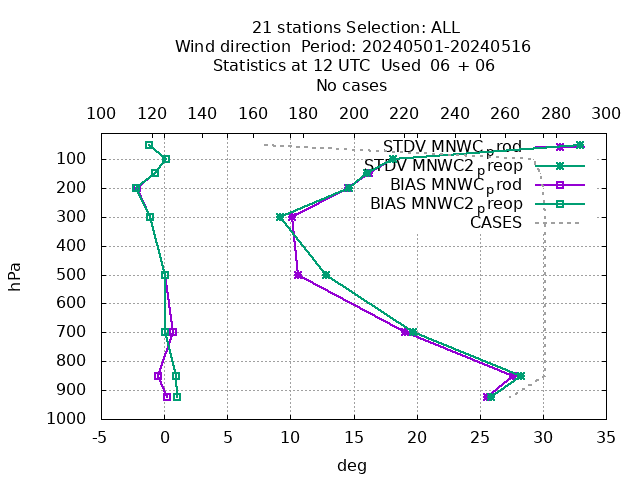 21 stations Selection: ALL
Wind direction  Period: 20240501-20240516
Statistics at 12 UTC  Used  06 + 06
No cases
100 120 140 160 180 200 220 240 260 280 300
STDV MNWC_prod
STDV MNWC2_preop
BIAS MNWC_prod
BIAS MNWC2_preop
CASES
100
200
300
400
500
600
700
800
900
1000
hPa
-5 0 5 10 15 20 25 30 35
deg